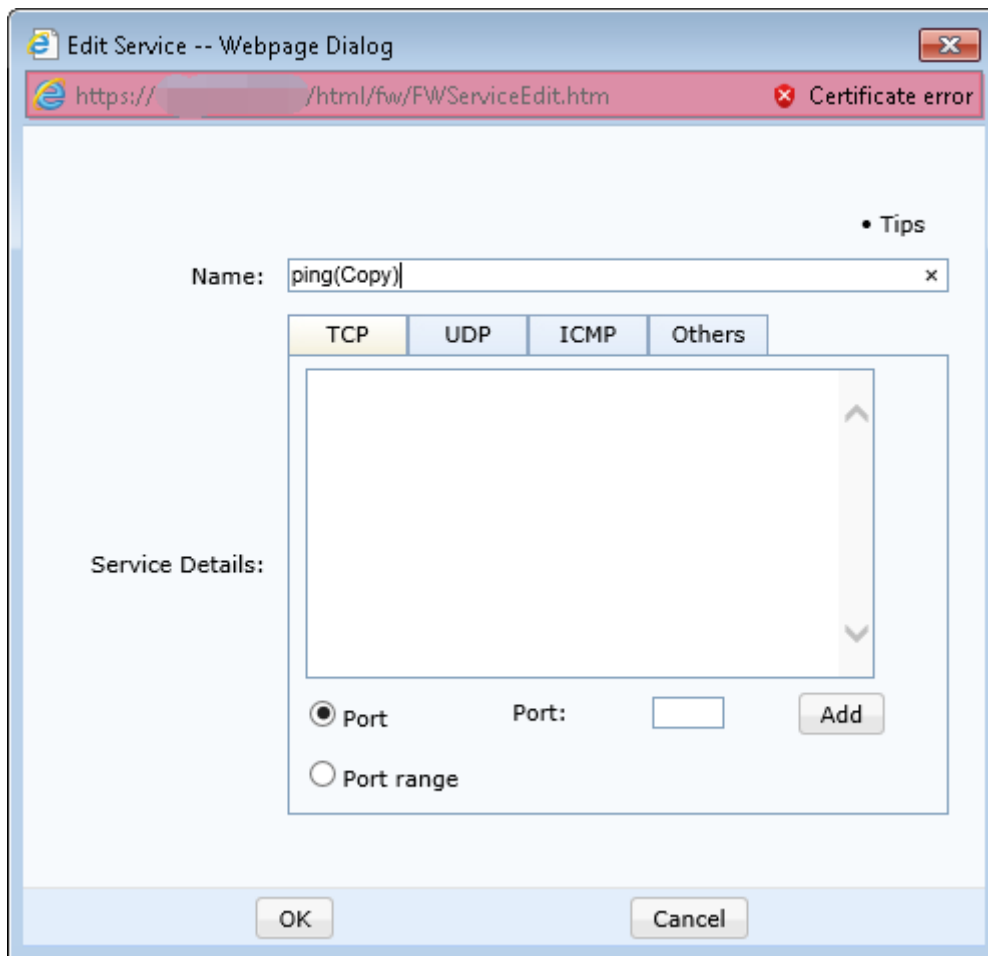 Edit Service -- Webpage Dialog
https:// /html/fw/FWServiceEdit.htm Certificate error
• Tips
Name: ping(Copy)
TCP UDP ICMP Others
Service Details:
Port Port: Add
Port range
OK Cancel